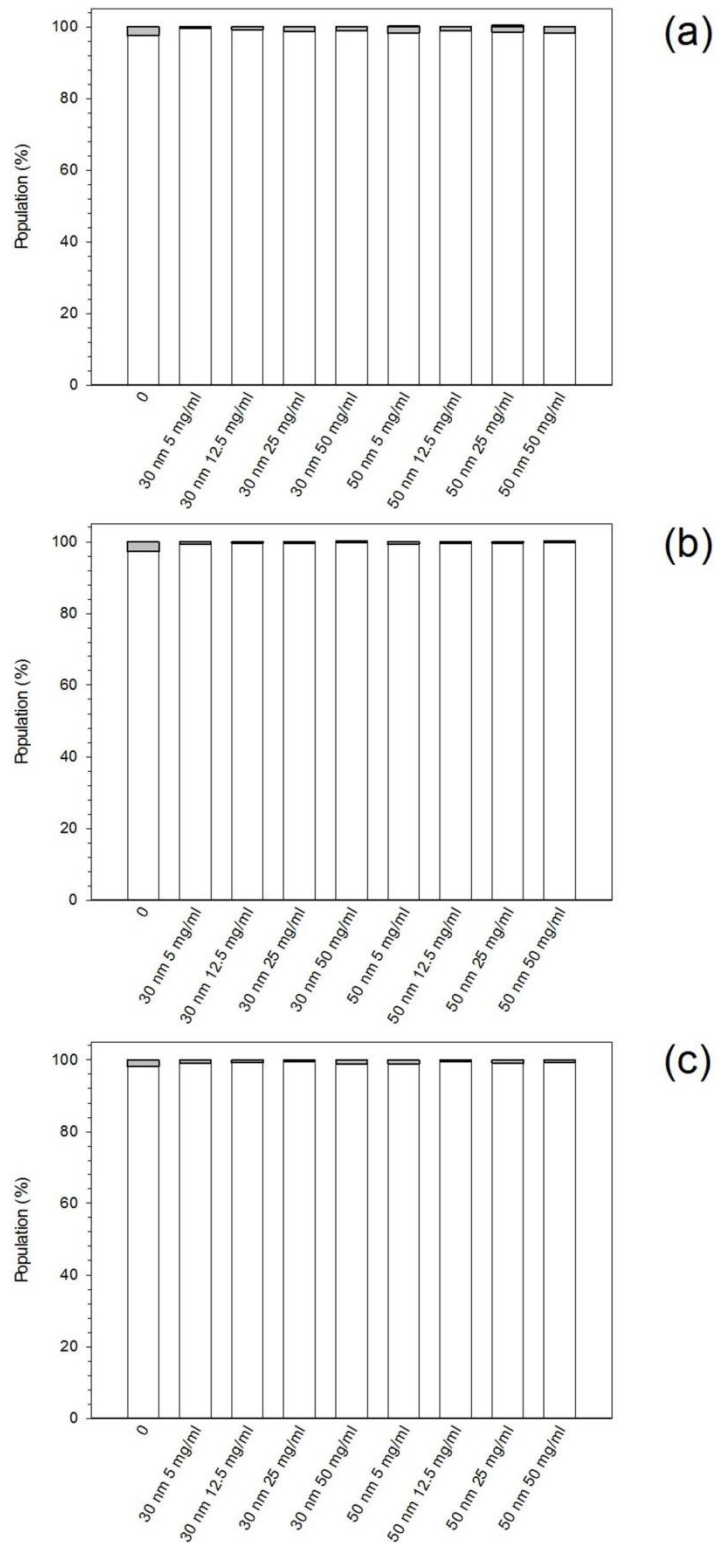 (a)
Population (%)
100
80
60
40
20
0
0
30 nm 5 mg/ml
30 nm 12.5 mg/ml
30 nm 25 mg/ml
30 nm 50 mg/ml
50 nm 5 mg/ml
50 nm 12.5 mg/ml
50 nm 25 mg/ml
50 nm 50 mg/ml
(b)
Population (%)
100
80
60
40
20
0
0
30 nm 5 mg/ml
30 nm 12.5 mg/ml
30 nm 25 mg/ml
30 nm 50 mg/ml
50 nm 5 mg/ml
50 nm 12.5 mg/ml
50 nm 25 mg/ml
50 nm 50 mg/ml
(c)
Population (%)
100
80
60
40
20
0
0
30 nm 5 mg/ml
30 nm 12.5 mg/ml
30 nm 25 mg/ml
30 nm 50 mg/ml
50 nm 5 mg/ml
50 nm 12.5 mg/ml
50 nm 25 mg/ml
50 nm 50 mg/ml